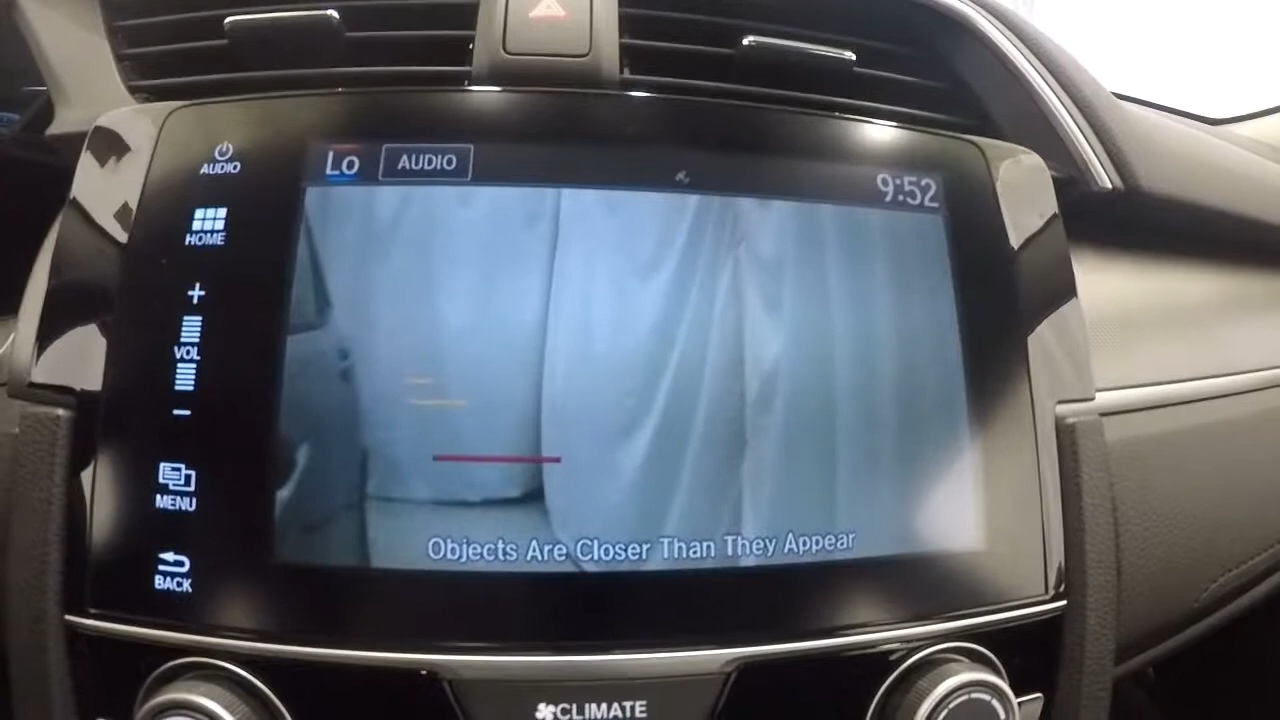 AUDIO
Lo AUDIO 9:52
HOME
+
VOL
−
MENU
Objects Are Closer Than They Appear
BACK
CLIMATE